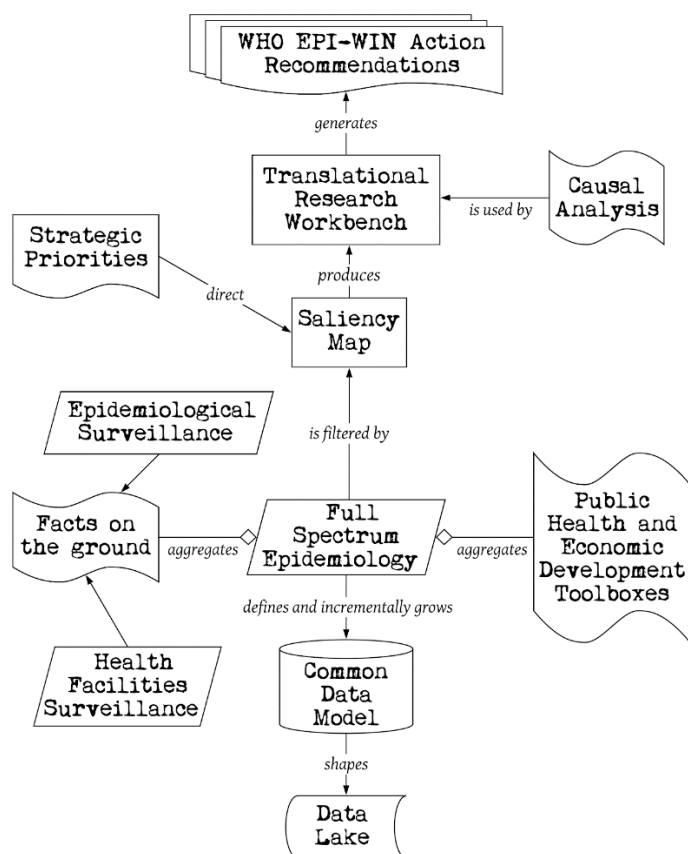 WHO EPI-WIN Action
Recommendations
generates
Translational
Research
Workbench
is used by
Causal
Analysis
Strategic
Priorities
produces
direct
Saliency
Map
Epidemiological
Surveillance
is filtered by
Facts on
the ground
aggregates
Full
Spectrum
Epidemiology
aggregates
Public
Health and
Economic
Development
Toolboxes
defines and incrementally grows
Health
Facilities
Surveillance
Common
Data
Model
shapes
Data
Lake